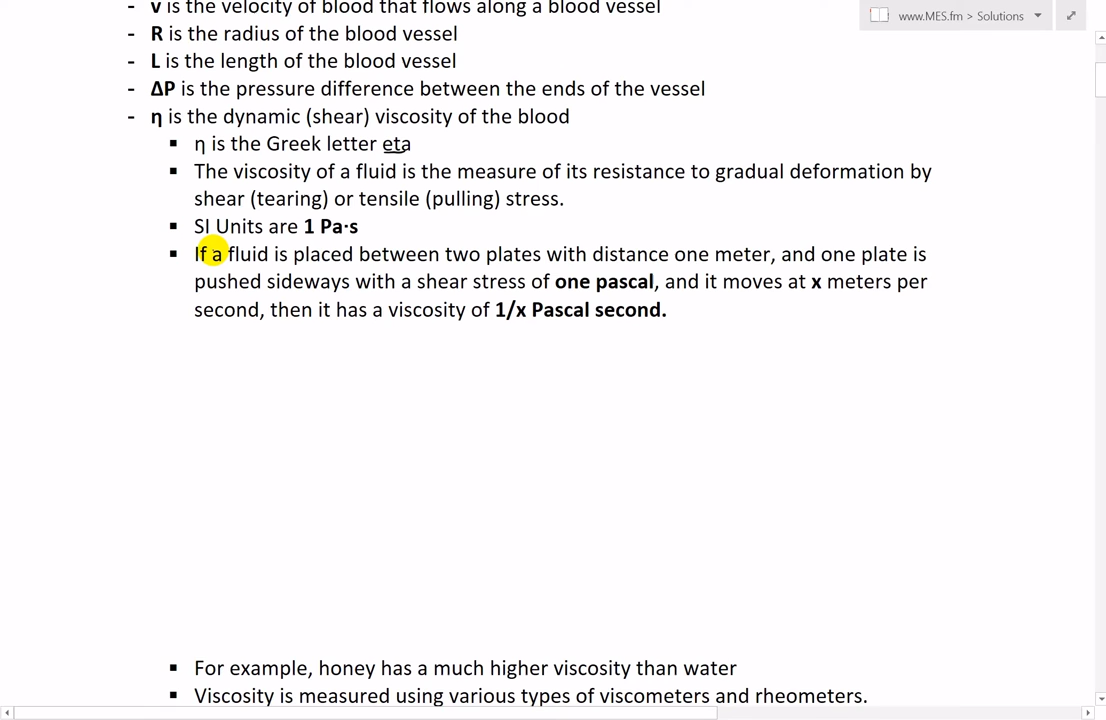 - v is the velocity of blood that flows along a blood vessel
www.MES.fm > Solutions
- R is the radius of the blood vessel
- L is the length of the blood vessel
- ΔP is the pressure difference between the ends of the vessel
- η is the dynamic (shear) viscosity of the blood
▪ η is the Greek letter eta
▪ The viscosity of a fluid is the measure of its resistance to gradual deformation by
shear (tearing) or tensile (pulling) stress.
▪ SI Units are 1 Pa·s
▪ If a fluid is placed between two plates with distance one meter, and one plate is
pushed sideways with a shear stress of one pascal, and it moves at x meters per
second, then it has a viscosity of 1/x Pascal second.
▪ For example, honey has a much higher viscosity than water
▪ Viscosity is measured using various types of viscometers and rheometers.